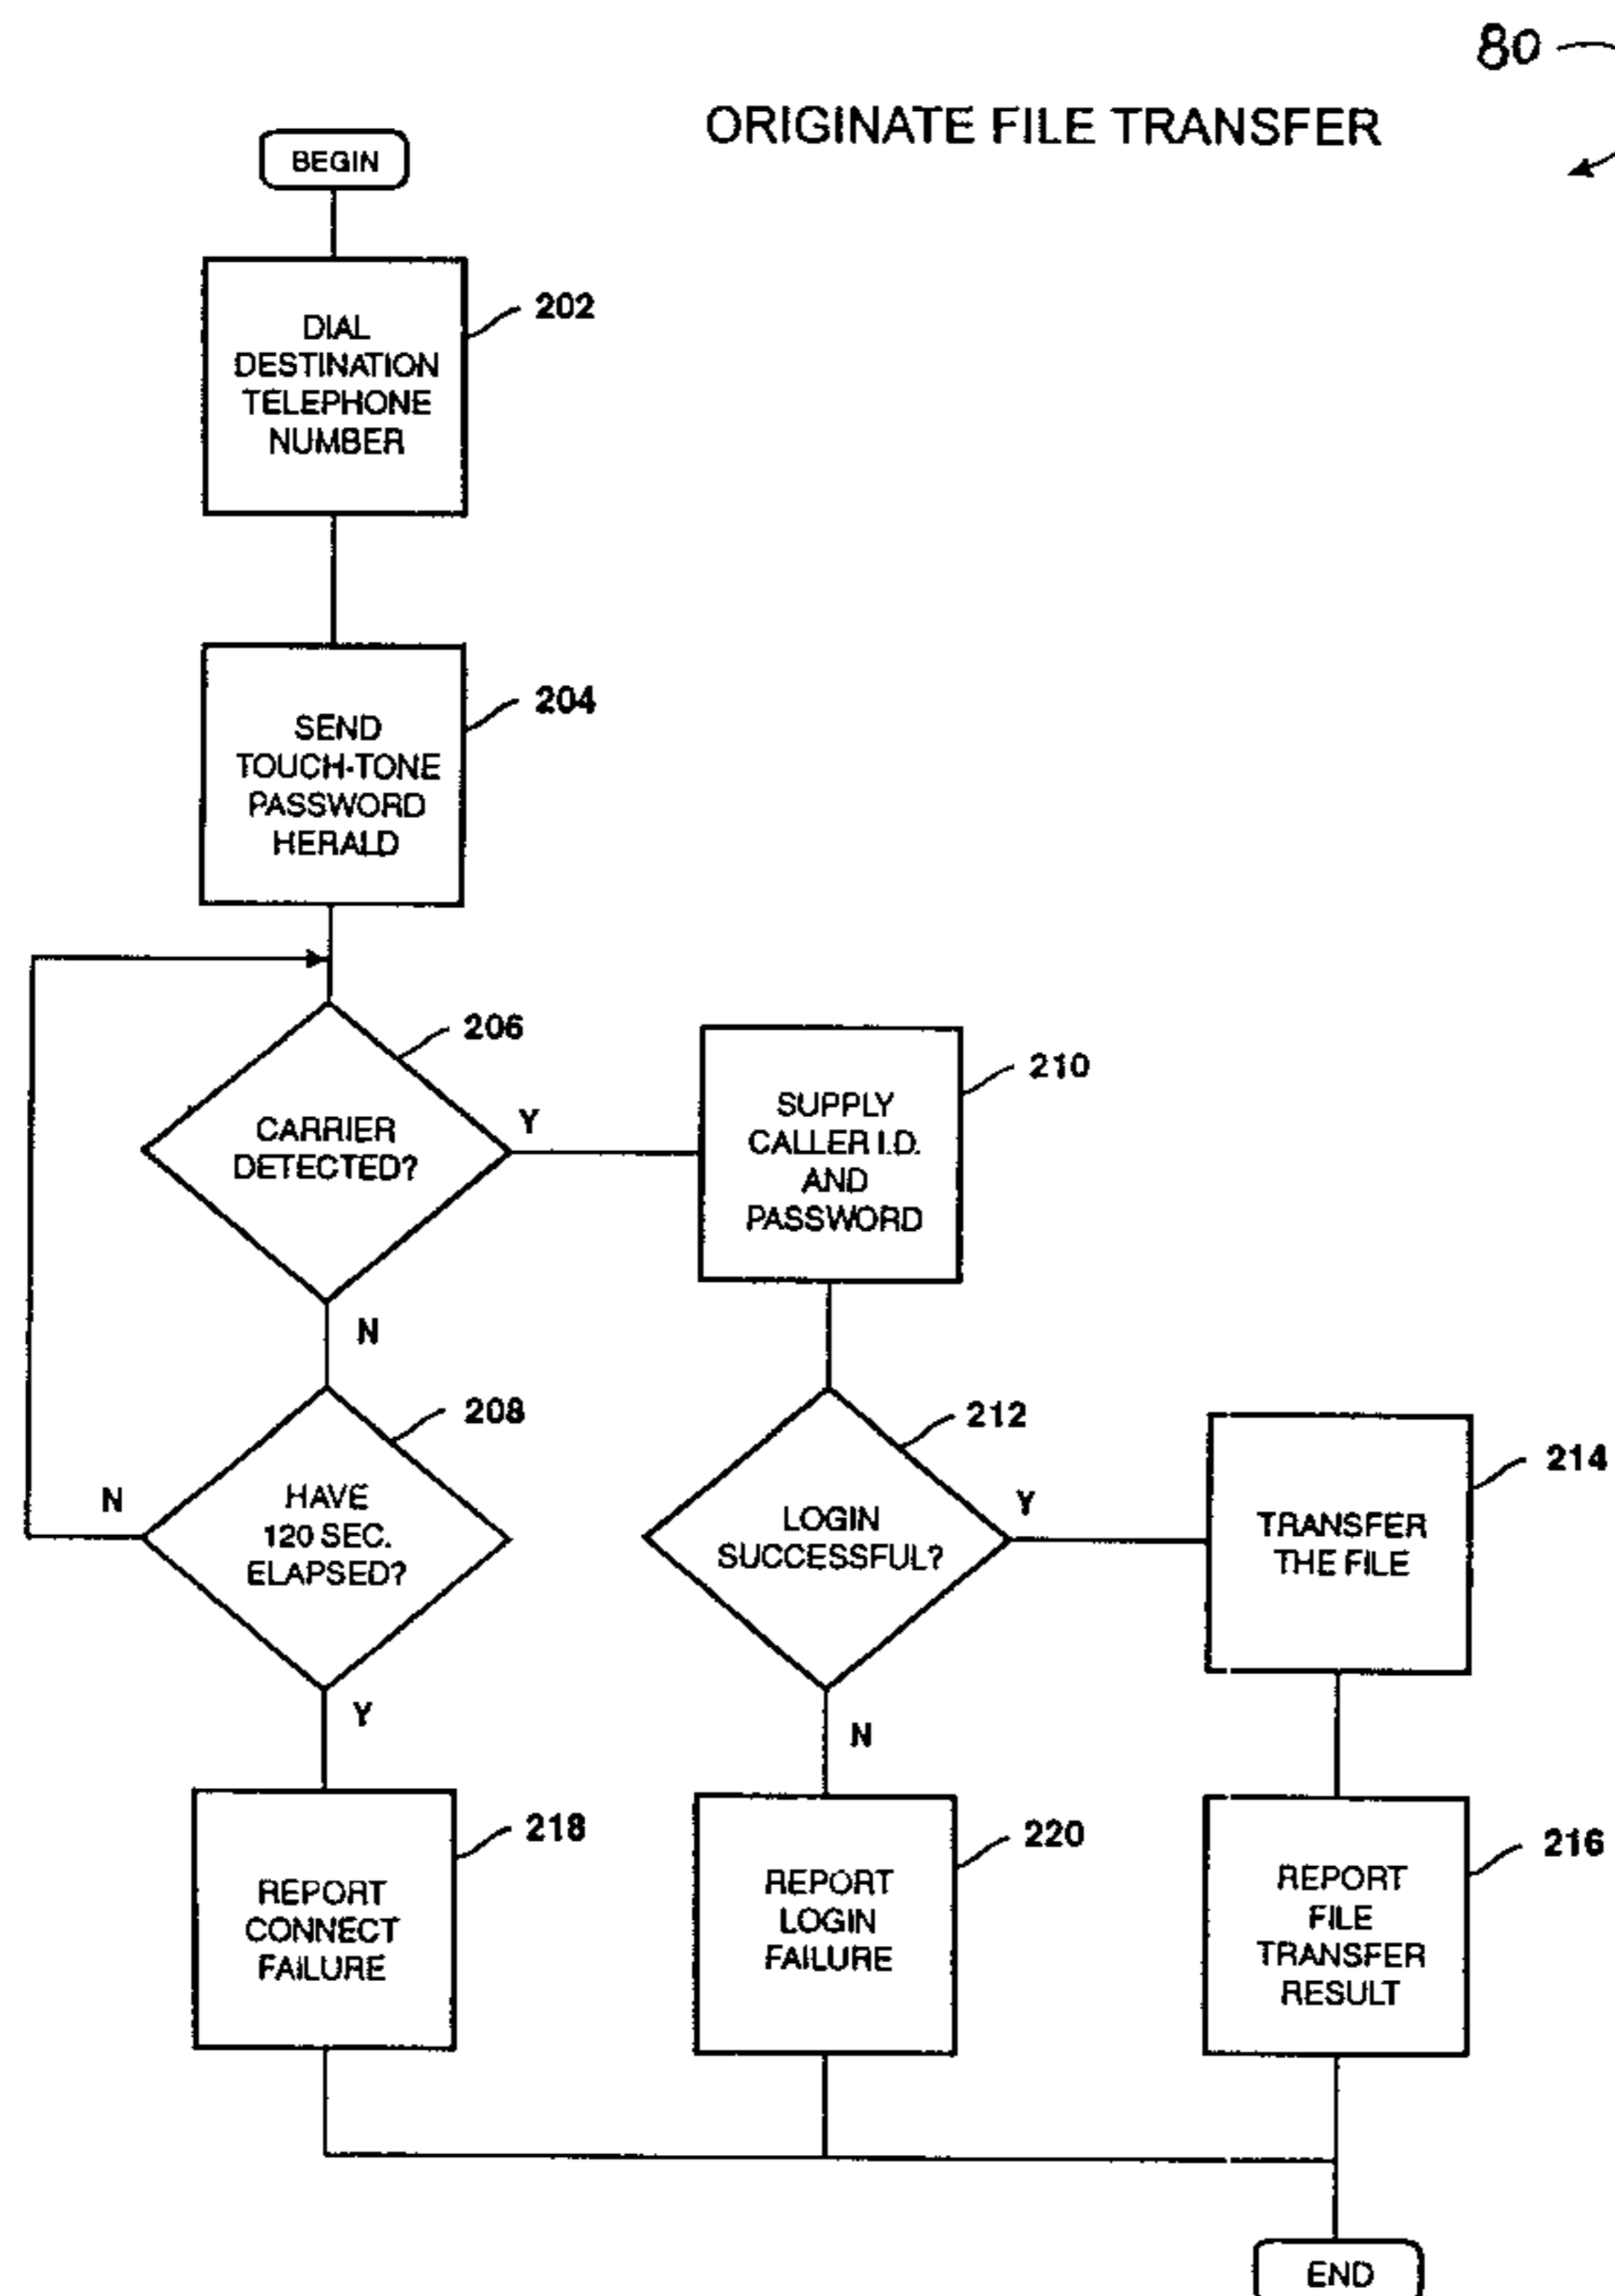 80
ORIGINATE FILE TRANSFER
BEGIN
DIAL
DESTINATION
TELEPHONE
NUMBER
202
SEND
TOUCH-TONE
PASSWORD
HERALD
204
CARRIER
DETECTED?
206
Y
N
SUPPLY
CALLER I.D.
AND
PASSWORD
210
HAVE
120 SEC.
ELAPSED?
208
N
Y
LOGIN
SUCCESSFUL?
212
Y
N
TRANSFER
THE FILE
214
REPORT
CONNECT
FAILURE
218
REPORT
LOGIN
FAILURE
220
REPORT
FILE
TRANSFER
RESULT
216
END